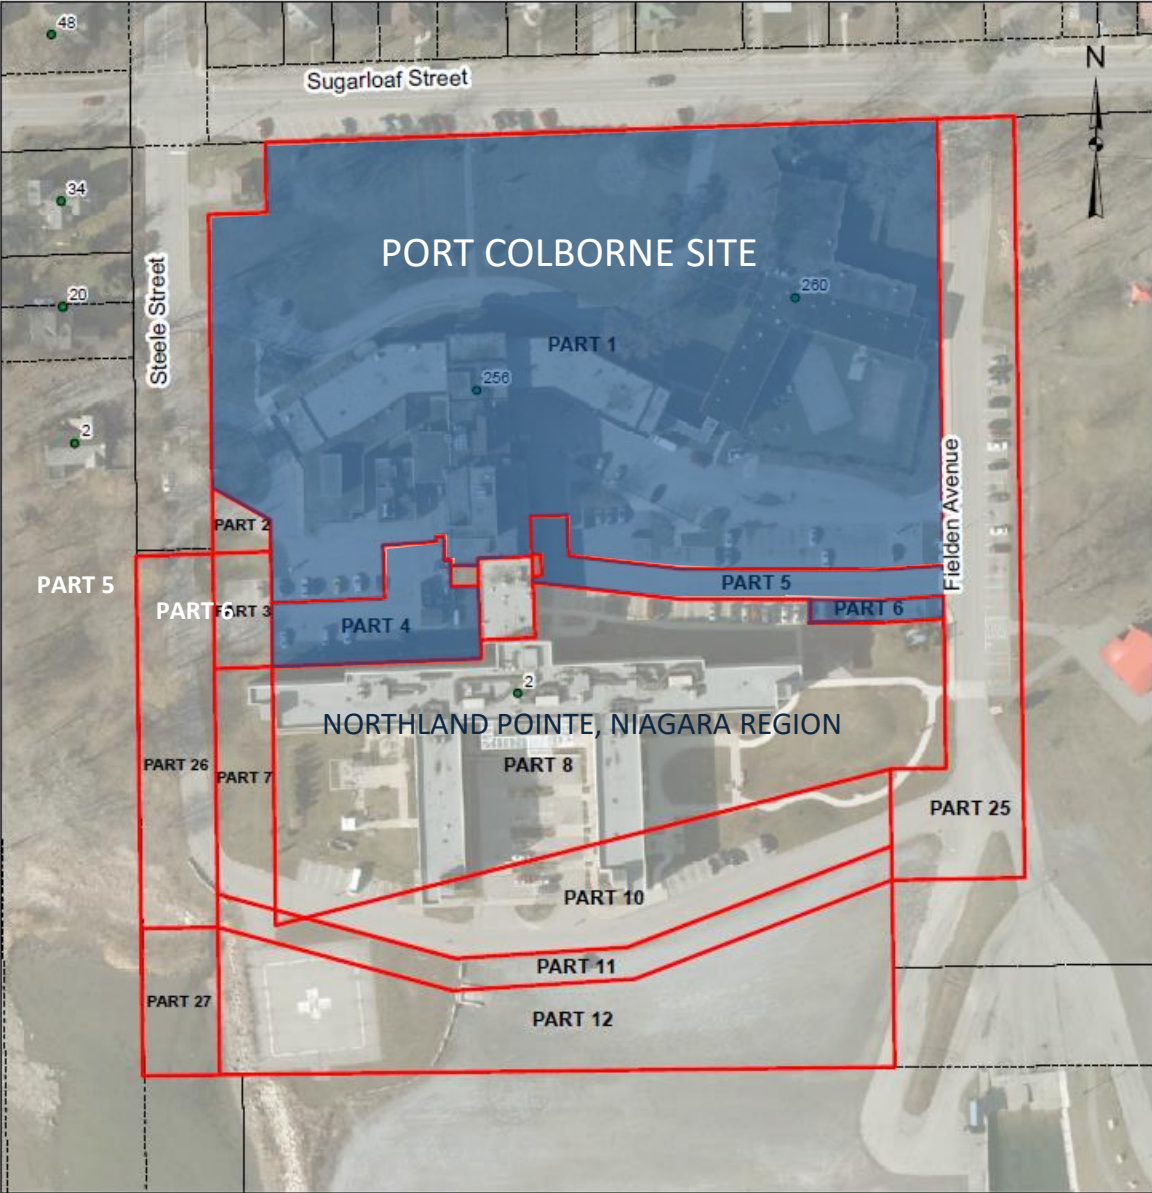 48
N
Sugarloaf Street
34
PORT COLBORNE SITE
260
20
Steele Street
PART 1
256
2
Fielden Avenue
PART 2
PART 5
PART 5
PART 6
PART 3
PART 6
PART 4
2
NORTHLAND POINTE, NIAGARA REGION
PART 26
PART 7
PART 8
PART 25
PART 10
PART 11
PART 27
PART 12